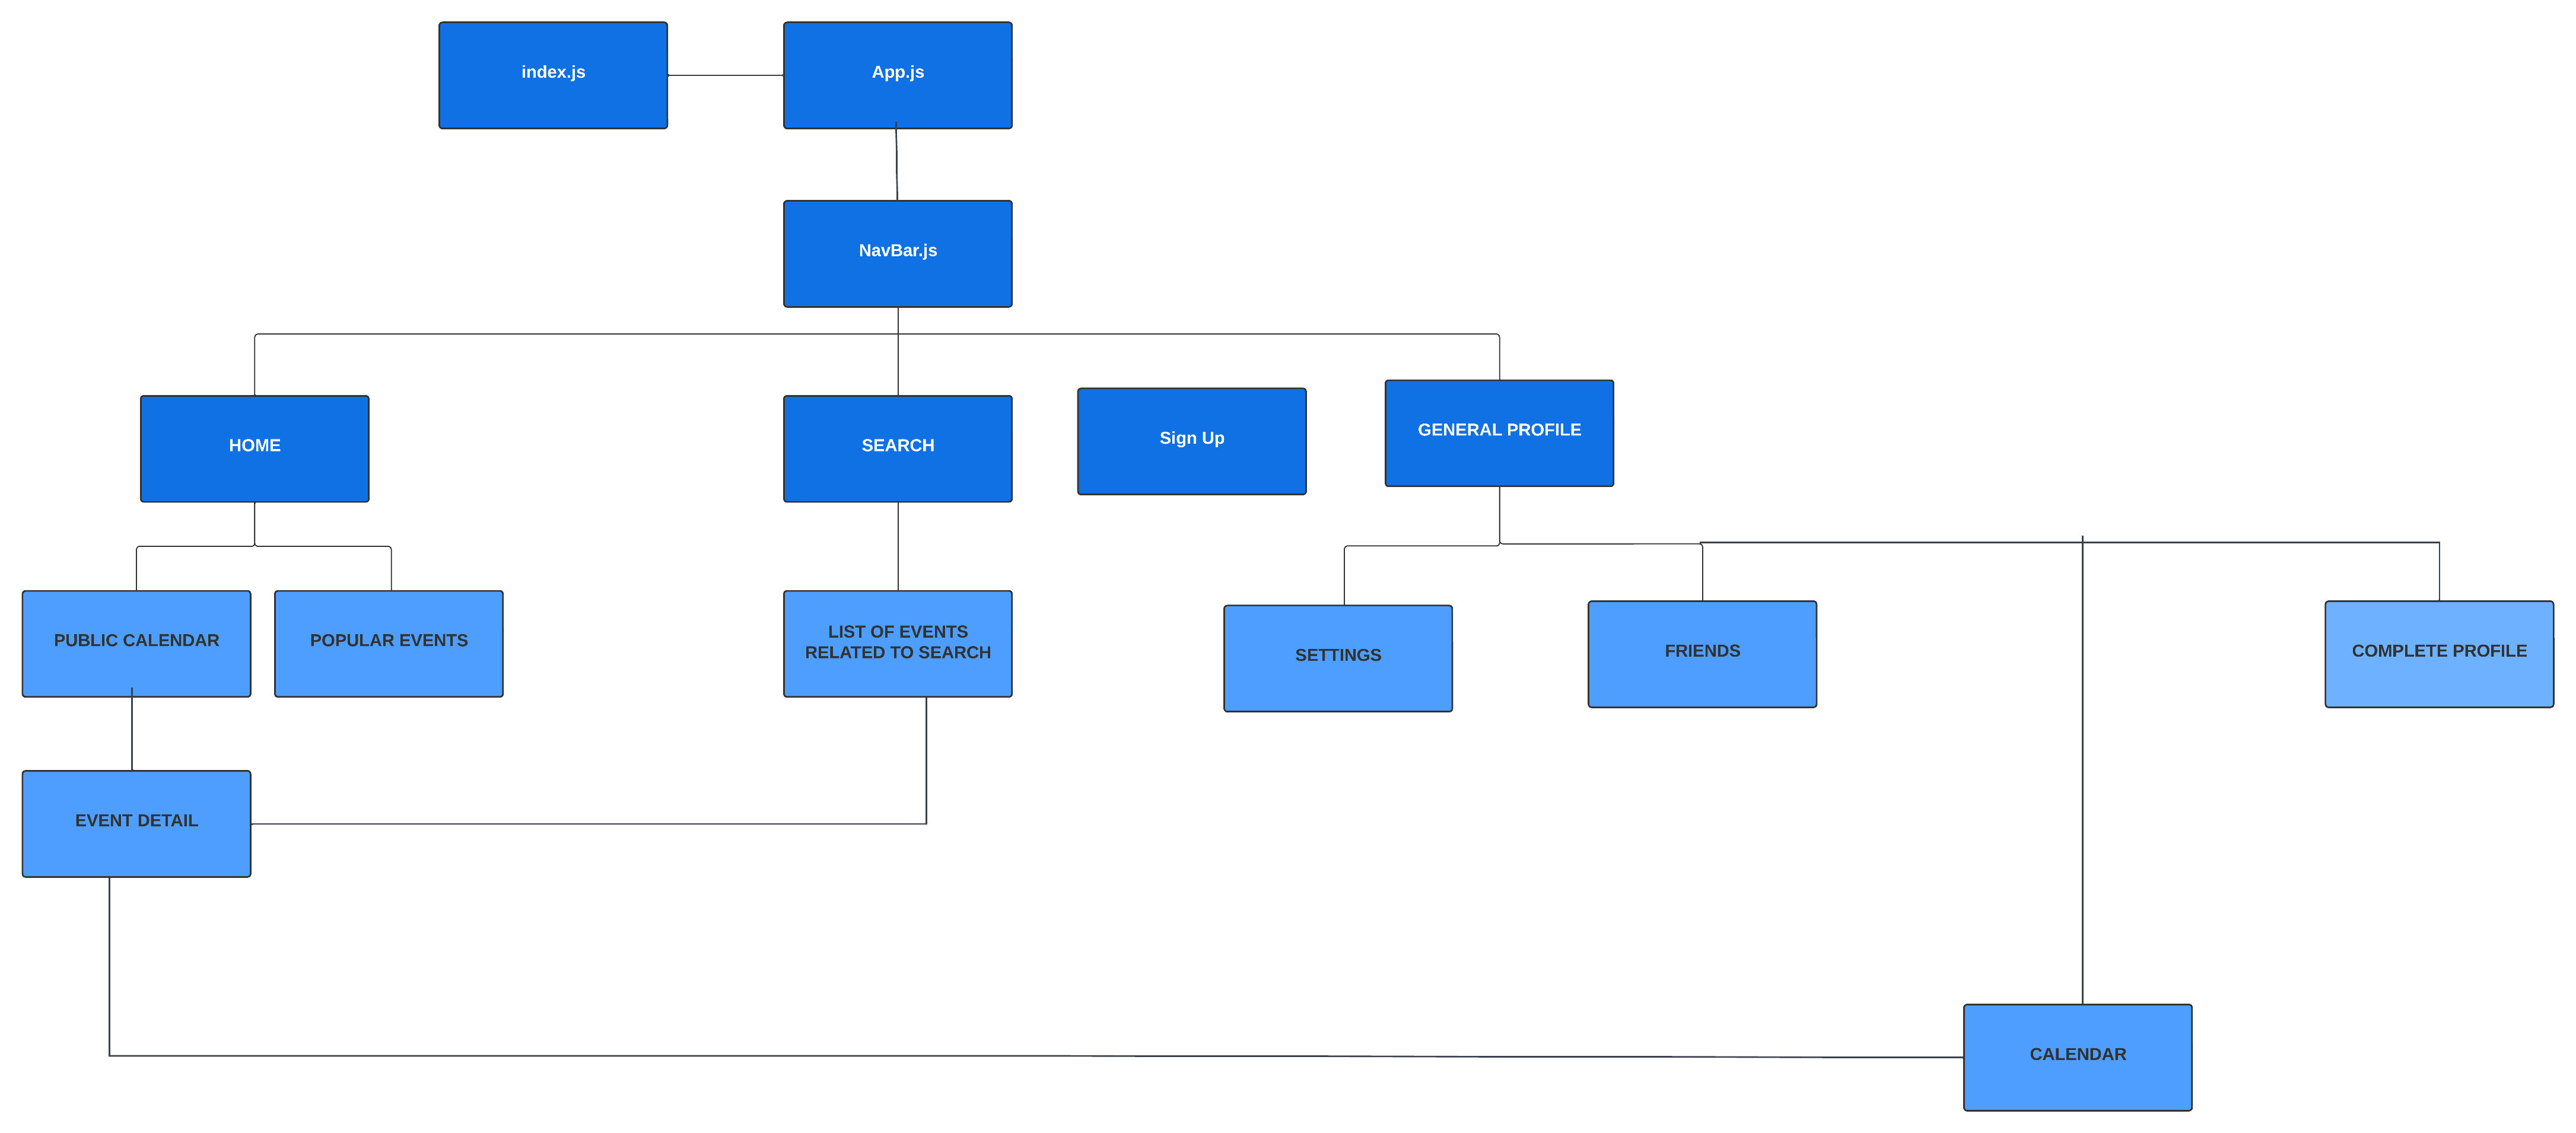 index.js
App.js
NavBar.js
HOME
SEARCH
Sign Up
GENERAL PROFILE
PUBLIC CALENDAR
POPULAR EVENTS
LIST OF EVENTS
RELATED TO SEARCH
SETTINGS
FRIENDS
COMPLETE PROFILE
EVENT DETAIL
CALENDAR